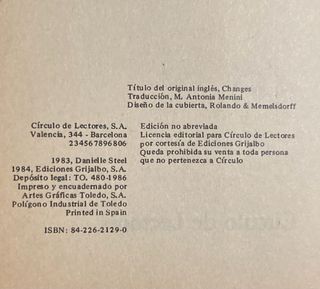 Título del original inglés, Changes
Traducción, M. Antonia Menini
Diseño de la cubierta, Rolando & Memelsdorff
Círculo de Lectores, S.A.
Valencia, 344 - Barcelona
234567896806
Edición no abreviada
Licencia editorial para Círculo de Lectores
por cortesía de Ediciones Grijalbo
Queda prohibida su venta a toda persona
que no pertenezca a Círculo
1983, Danielle Steel
1984, Ediciones Grijalbo, S.A.
Depósito legal: TO. 480-1986
Impreso y encuadernado por
Artes Gráficas Toledo, S.A.
Polígono Industrial de Toledo
Printed in Spain
ISBN: 84-226-2129-0